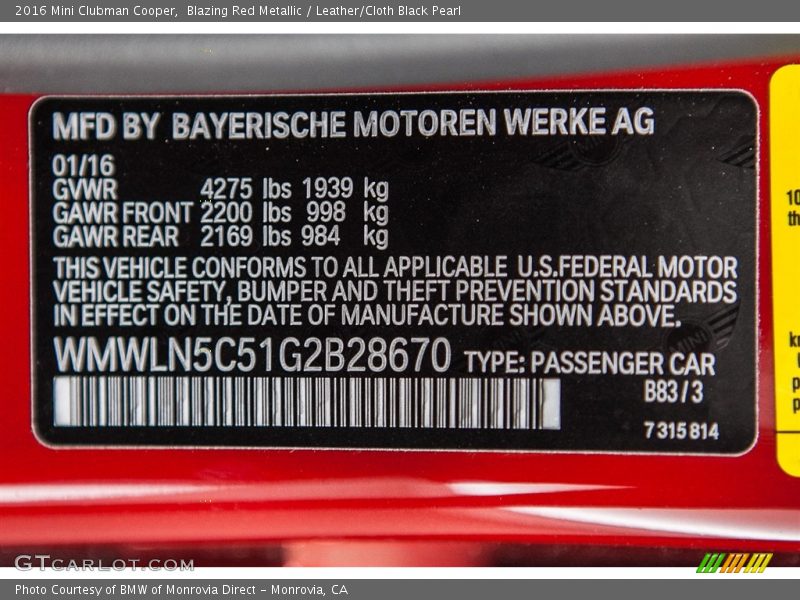 2016 Mini Clubman Cooper,  Blazing Red Metallic / Leather/Cloth Black Pearl
MFD BY BAYERISCHE MOTOREN WERKE AG
01/16
GVWR 4275 lbs 1939 kg
GAWR FRONT 2200 lbs 998 kg
GAWR REAR 2169 lbs 984 kg
THIS VEHICLE CONFORMS TO ALL APPLICABLE U.S.FEDERAL MOTOR
VEHICLE SAFETY, BUMPER AND THEFT PREVENTION STANDARDS
IN EFFECT ON THE DATE OF MANUFACTURE SHOWN ABOVE.
WMWLN5C51G2B28670 TYPE: PASSENGER CAR
B83/3
7315814
GTCARLOT.COM
Photo Courtesy of BMW of Monrovia Direct - Monrovia, CA